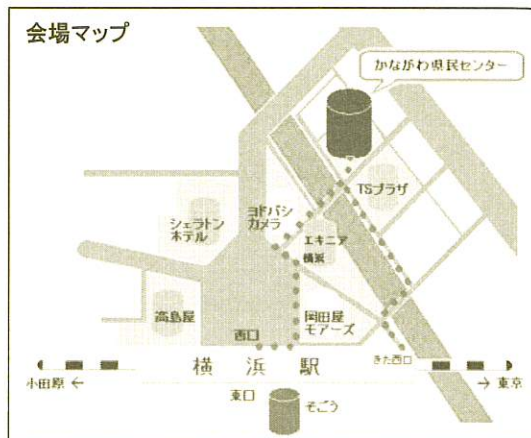 会場マップ
かながわ県民センター
TSプラザ
ヨドバシ
カメラ
シェラトン
ホテル
エキニア
横浜
高島屋
岡田屋
モアーズ
西口
きた西口
横浜駅
小田原 ←
→ 東京
東口
そごう